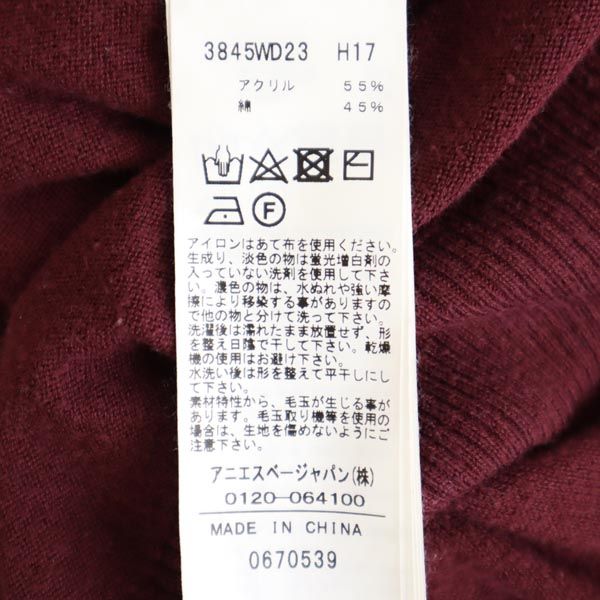 3845WD23 H17
アクリル 55%
綿 45%
F
アイロンはあて布を使用ください。
生成り、淡色の物は蛍光増白剤の
入っていない洗剤を使用して下さ
い。濃色の物は、水ぬれや強い摩
擦により移染する事がありますの
で他の物と分けて洗って下さい。
洗濯後は濡れたまま放置せず、形
を整え日陰で干して下さい。乾燥
機の使用はお避け下さい。
水洗い後は形を整えて平干しにし
て下さい。
素材特性から、毛玉が生じる事が
あります。毛玉取り機等を使用の
場合は、生地を傷めないようにご
注意下さい。
アニエスベージャパン(株)
0120-064100
MADE IN CHINA
0670539